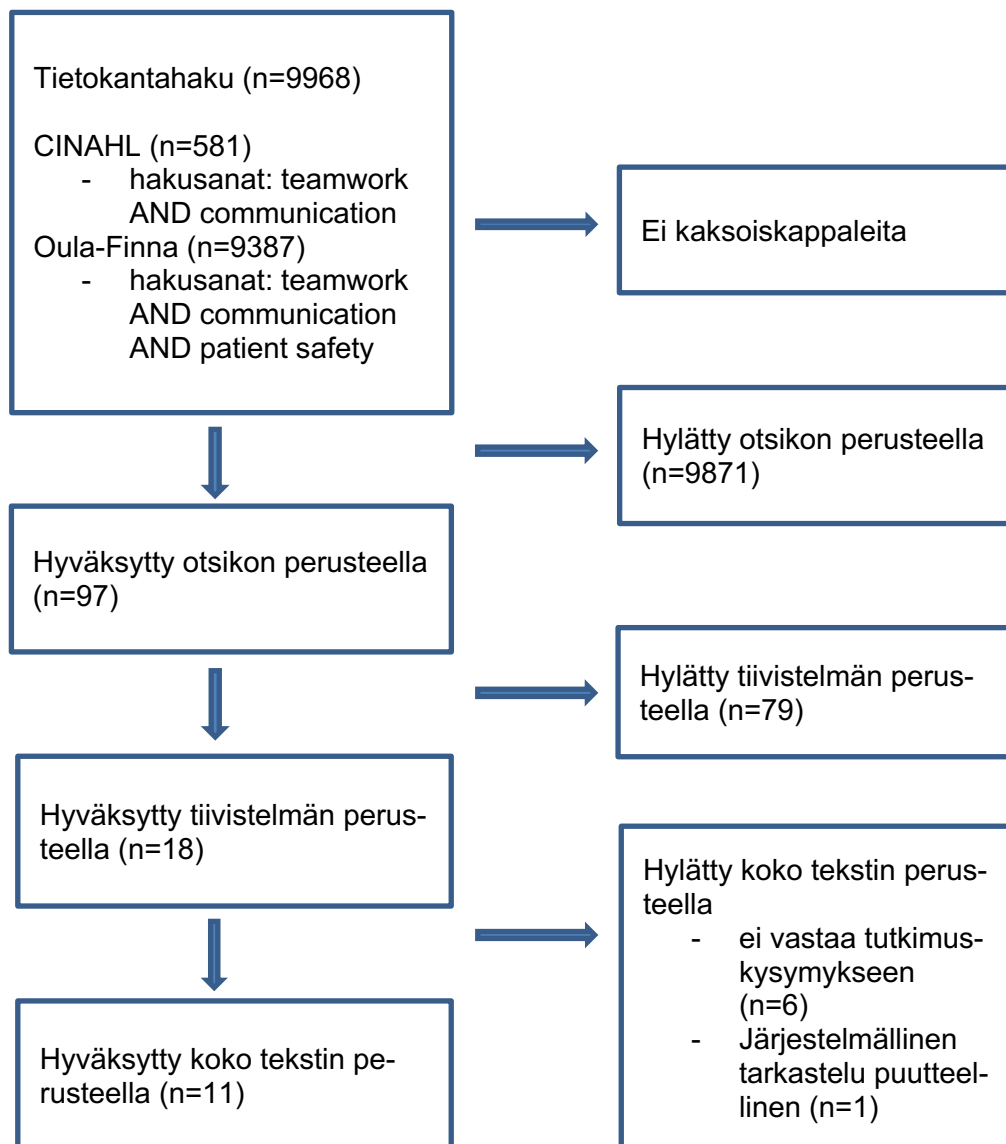 Tietokantahaku (n=9968)
CINAHL (n=581)
- hakusanat: teamwork
AND communication
Oula-Finna (n=9387)
- hakusanat: teamwork
AND communication
AND patient safety
Ei kaksoiskappaleita
Hylätty otsikon perusteella
(n=9871)
Hyväksytty otsikon perusteella
(n=97)
Hylätty tiivistelmän perus-
teella (n=79)
Hyväksytty tiivistelmän perus-
teella (n=18)
Hylätty koko tekstin perus-
teella
- ei vastaa tutkimus-
kysymykseen
(n=6)
- Järjestelmällinen
tarkastelu puutteel-
linen (n=1)
Hyväksytty koko tekstin pe-
rusteella (n=11)